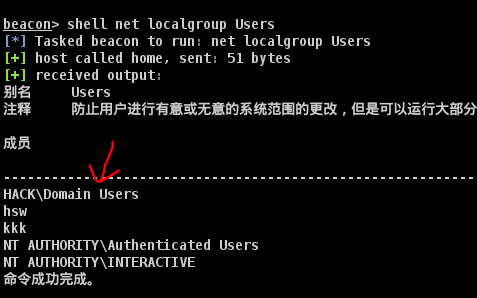 beacon> shell net localgroup Users
[*] Tasked beacon to run: net localgroup Users
[+] host called home, sent: 51 bytes
[+] received output:
别名     Users
注释     防止用户进行有意或无意的系统范围的更改，但是可以运行大部分
成员
-------------------------------------------------------------------------------
HACK\Domain Users
hsw
kkk
NT AUTHORITY\Authenticated Users
NT AUTHORITY\INTERACTIVE
命令成功完成。